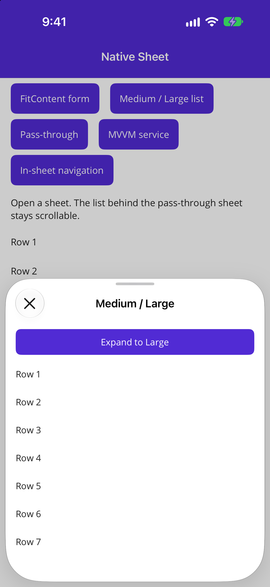 9:41
Native Sheet
FitContent form
Medium / Large list
Pass-through
MVVM service
In-sheet navigation
Open a sheet. The list behind the pass-through sheet
stays scrollable.
Row 1
Row 2
Medium / Large
Expand to Large
Row 1
Row 2
Row 3
Row 4
Row 5
Row 6
Row 7